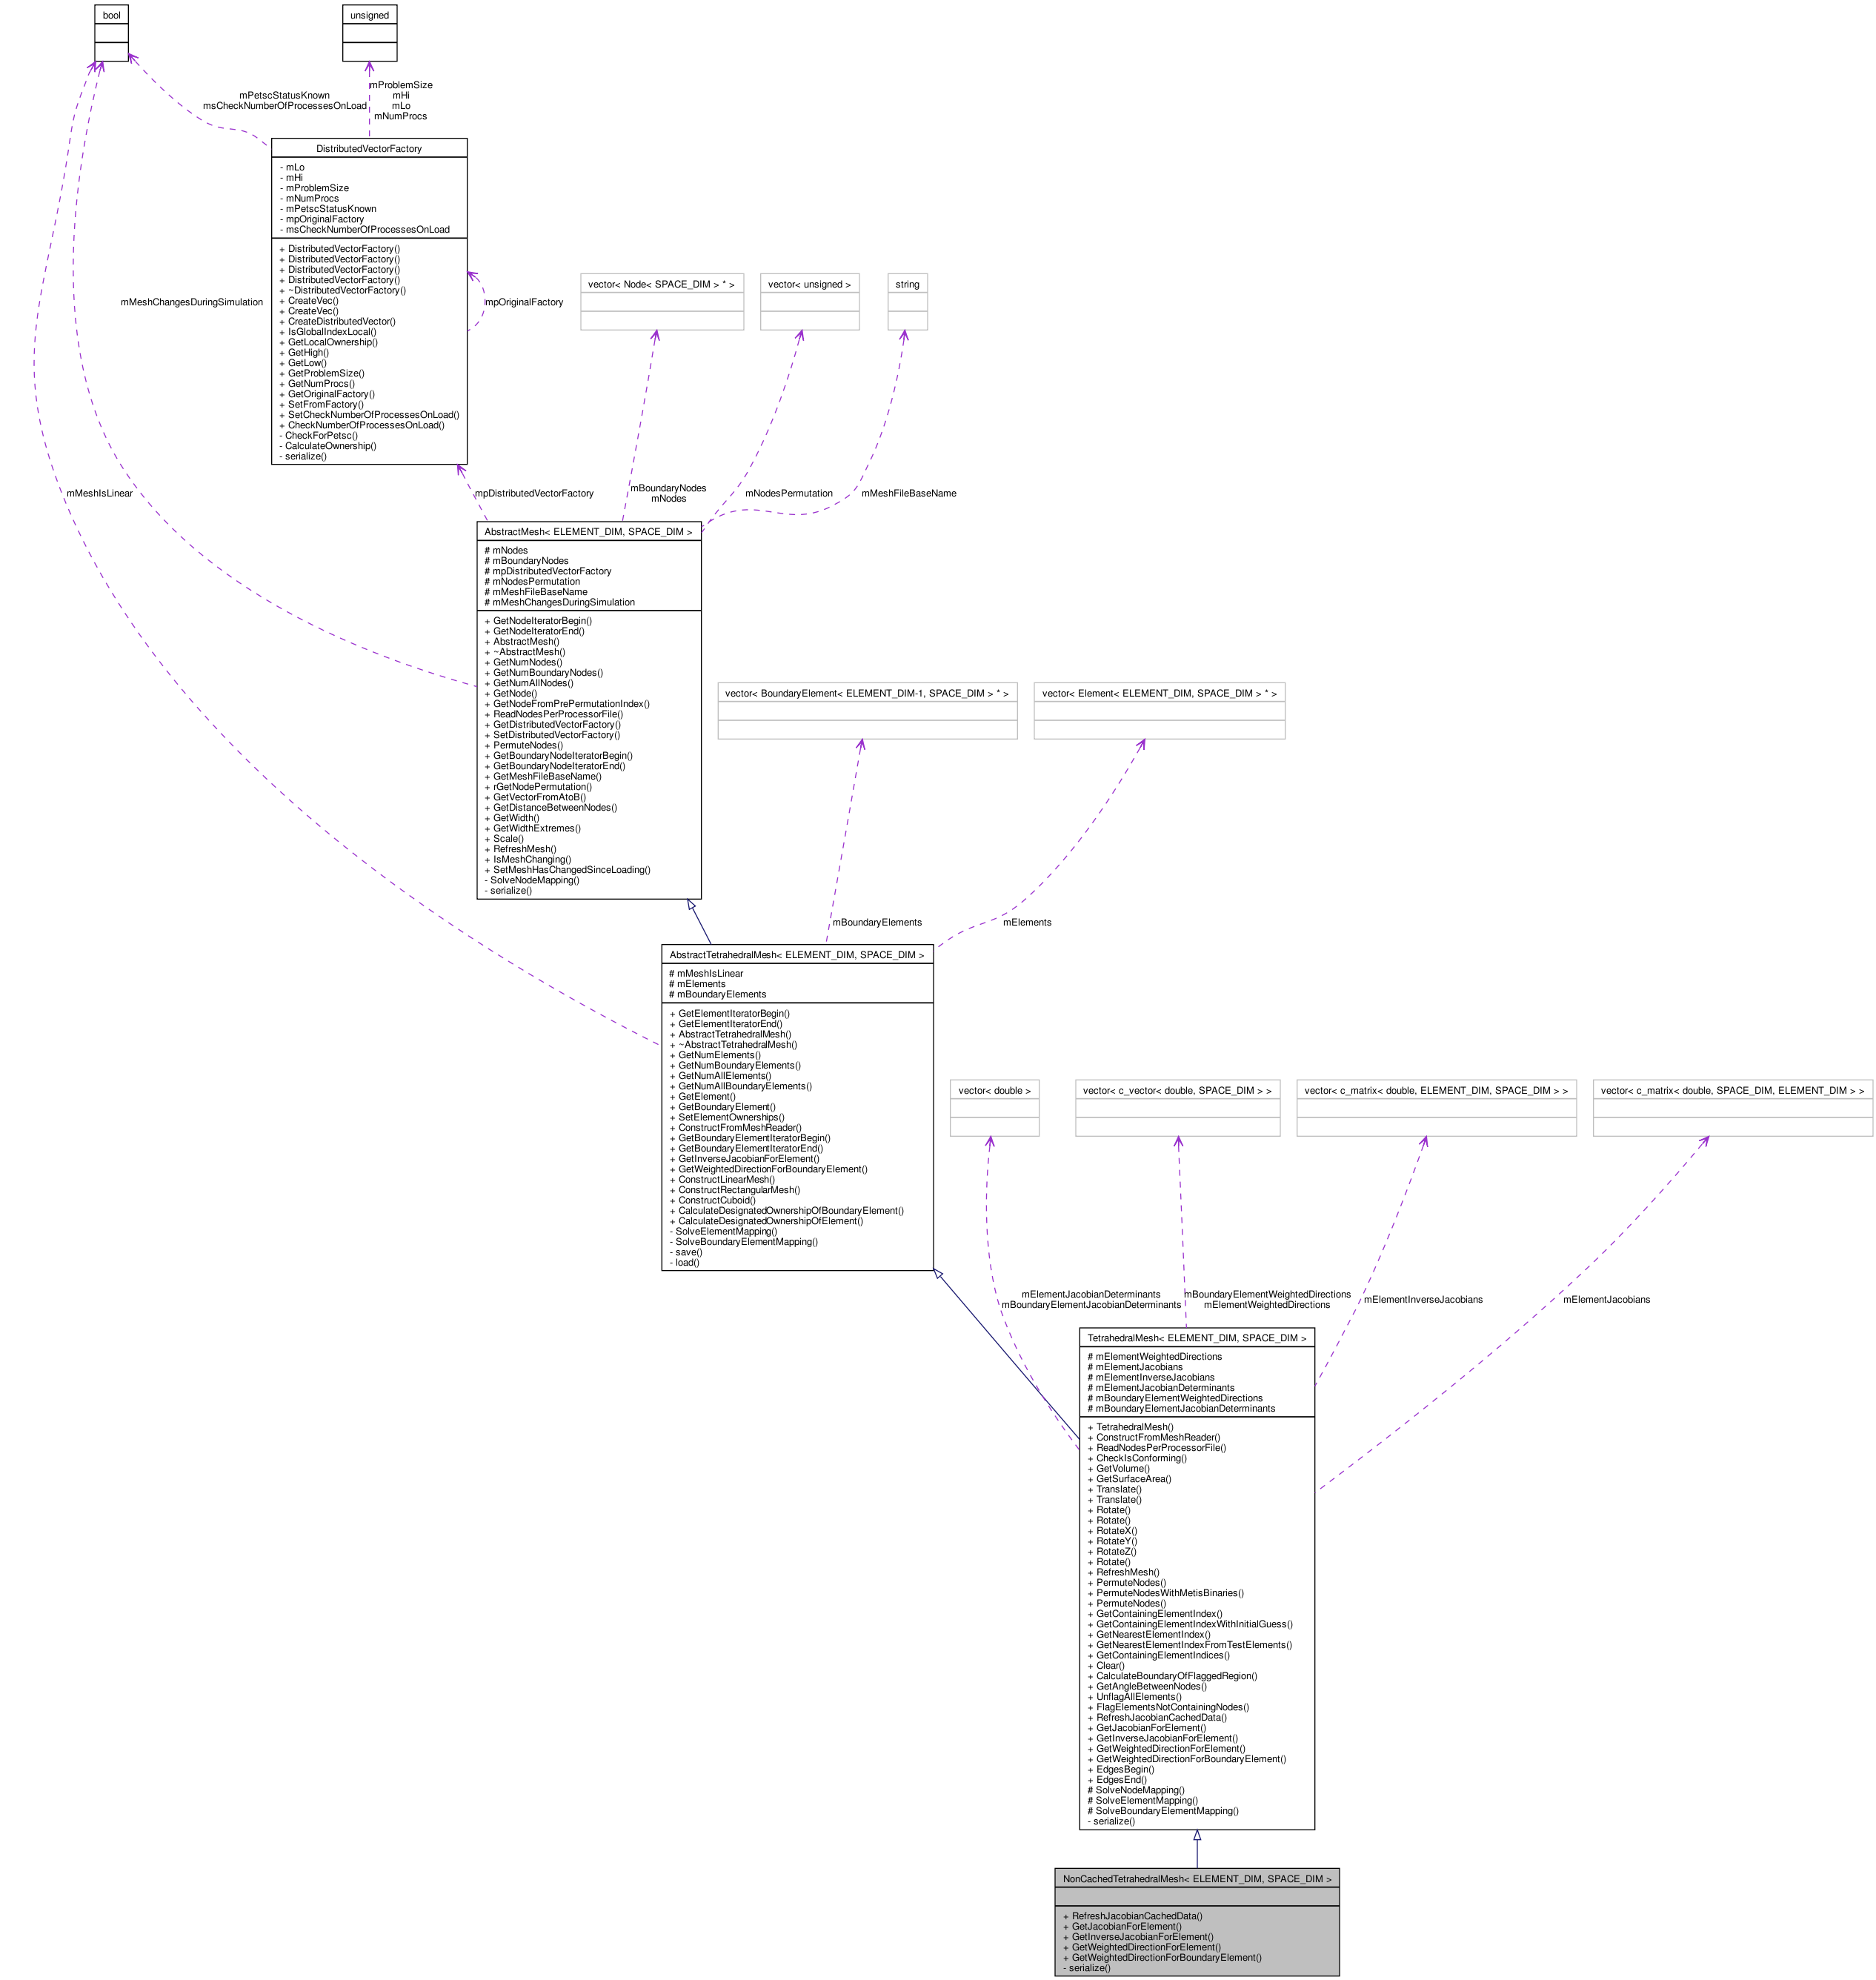 bool
unsigned
mPetscStatusKnown
msCheckNumberOfProcessesOnLoad
mProblemSize
mHi
mLo
mNumProcs
DistributedVectorFactory
- mLo
- mHi
- mProblemSize
- mNumProcs
- mPetscStatusKnown
- mpOriginalFactory
- msCheckNumberOfProcessesOnLoad
+ DistributedVectorFactory()
+ DistributedVectorFactory()
+ DistributedVectorFactory()
+ DistributedVectorFactory()
+ ~DistributedVectorFactory()
+ CreateVec()
+ CreateVec()
+ CreateDistributedVector()
+ IsGlobalIndexLocal()
+ GetLocalOwnership()
+ GetHigh()
+ GetLow()
+ GetProblemSize()
+ GetNumProcs()
+ GetOriginalFactory()
+ SetFromFactory()
+ SetCheckNumberOfProcessesOnLoad()
+ CheckNumberOfProcessesOnLoad()
- CheckForPetsc()
- CalculateOwnership()
- serialize()
mMeshChangesDuringSimulation
mpOriginalFactory
vector< Node< SPACE_DIM > * >
vector< unsigned >
string
mMeshIsLinear
mpDistributedVectorFactory
mBoundaryNodes
mNodes
mNodesPermutation
mMeshFileBaseName
AbstractMesh< ELEMENT_DIM, SPACE_DIM >
# mNodes
# mBoundaryNodes
# mpDistributedVectorFactory
# mNodesPermutation
# mMeshFileBaseName
# mMeshChangesDuringSimulation
+ GetNodeIteratorBegin()
+ GetNodeIteratorEnd()
+ AbstractMesh()
+ ~AbstractMesh()
+ GetNumNodes()
+ GetNumBoundaryNodes()
+ GetNumAllNodes()
+ GetNode()
+ GetNodeFromPrePermutationIndex()
+ ReadNodesPerProcessorFile()
+ GetDistributedVectorFactory()
+ SetDistributedVectorFactory()
+ PermuteNodes()
+ GetBoundaryNodeIteratorBegin()
+ GetBoundaryNodeIteratorEnd()
+ GetMeshFileBaseName()
+ rGetNodePermutation()
+ GetVectorFromAtoB()
+ GetDistanceBetweenNodes()
+ GetWidth()
+ GetWidthExtremes()
+ Scale()
+ RefreshMesh()
+ IsMeshChanging()
+ SetMeshHasChangedSinceLoading()
- SolveNodeMapping()
- serialize()
vector< BoundaryElement< ELEMENT_DIM-1, SPACE_DIM > * >
vector< Element< ELEMENT_DIM, SPACE_DIM > * >
mBoundaryElements
mElements
AbstractTetrahedralMesh< ELEMENT_DIM, SPACE_DIM >
# mMeshIsLinear
# mElements
# mBoundaryElements
+ GetElementIteratorBegin()
+ GetElementIteratorEnd()
+ AbstractTetrahedralMesh()
+ ~AbstractTetrahedralMesh()
+ GetNumElements()
+ GetNumBoundaryElements()
+ GetNumAllElements()
+ GetNumAllBoundaryElements()
+ GetElement()
+ GetBoundaryElement()
+ SetElementOwnerships()
+ ConstructFromMeshReader()
+ GetBoundaryElementIteratorBegin()
+ GetBoundaryElementIteratorEnd()
+ GetInverseJacobianForElement()
+ GetWeightedDirectionForBoundaryElement()
+ ConstructLinearMesh()
+ ConstructRectangularMesh()
+ ConstructCuboid()
+ CalculateDesignatedOwnershipOfBoundaryElement()
+ CalculateDesignatedOwnershipOfElement()
- SolveElementMapping()
- SolveBoundaryElementMapping()
- save()
- load()
vector< double >
vector< c_vector< double, SPACE_DIM > >
vector< c_matrix< double, ELEMENT_DIM, SPACE_DIM > >
vector< c_matrix< double, SPACE_DIM, ELEMENT_DIM > >
mElementJacobianDeterminants
mBoundaryElementJacobianDeterminants
mBoundaryElementWeightedDirections
mElementWeightedDirections
mElementInverseJacobians
mElementJacobians
TetrahedralMesh< ELEMENT_DIM, SPACE_DIM >
# mElementWeightedDirections
# mElementJacobians
# mElementInverseJacobians
# mElementJacobianDeterminants
# mBoundaryElementWeightedDirections
# mBoundaryElementJacobianDeterminants
+ TetrahedralMesh()
+ ConstructFromMeshReader()
+ ReadNodesPerProcessorFile()
+ CheckIsConforming()
+ GetVolume()
+ GetSurfaceArea()
+ Translate()
+ Translate()
+ Rotate()
+ Rotate()
+ RotateX()
+ RotateY()
+ RotateZ()
+ Rotate()
+ RefreshMesh()
+ PermuteNodes()
+ PermuteNodesWithMetisBinaries()
+ PermuteNodes()
+ GetContainingElementIndex()
+ GetContainingElementIndexWithInitialGuess()
+ GetNearestElementIndex()
+ GetNearestElementIndexFromTestElements()
+ GetContainingElementIndices()
+ Clear()
+ CalculateBoundaryOfFlaggedRegion()
+ GetAngleBetweenNodes()
+ UnflagAllElements()
+ FlagElementsNotContainingNodes()
+ RefreshJacobianCachedData()
+ GetJacobianForElement()
+ GetInverseJacobianForElement()
+ GetWeightedDirectionForElement()
+ GetWeightedDirectionForBoundaryElement()
+ EdgesBegin()
+ EdgesEnd()
# SolveNodeMapping()
# SolveElementMapping()
# SolveBoundaryElementMapping()
- serialize()
NonCachedTetrahedralMesh< ELEMENT_DIM, SPACE_DIM >
+ RefreshJacobianCachedData()
+ GetJacobianForElement()
+ GetInverseJacobianForElement()
+ GetWeightedDirectionForElement()
+ GetWeightedDirectionForBoundaryElement()
- serialize()